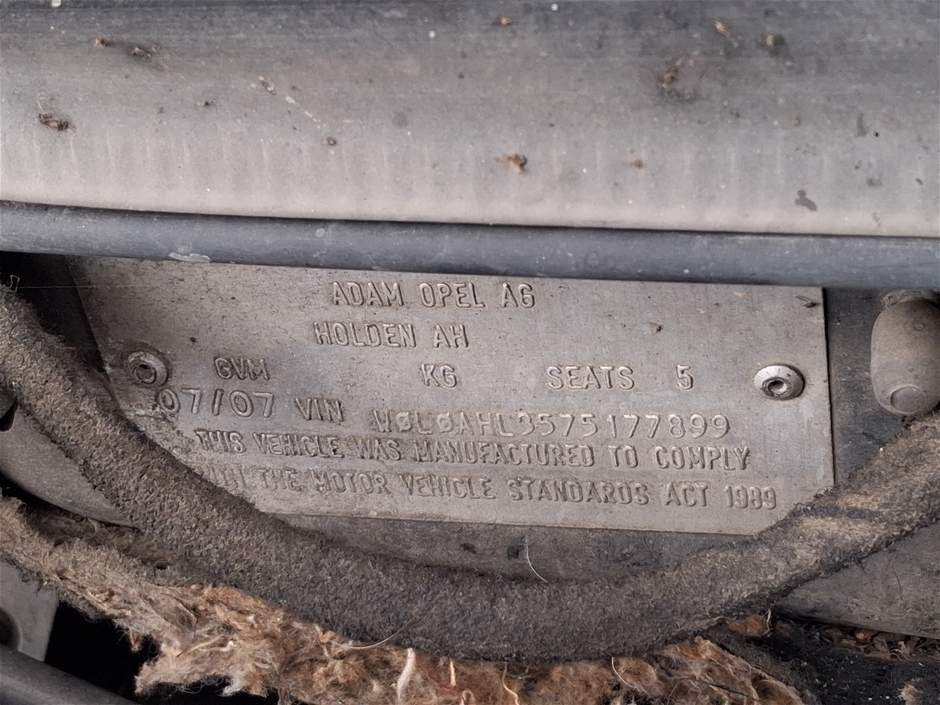 ADAM OPEL AG
HOLDEN AH
GVM KG SEATS 5
07/07 VIN W0L0AHL3575177899
THIS VEHICLE WAS MANUFACTURED TO COMPLY
THE MOTOR VEHICLE STANDARDS ACT 1989